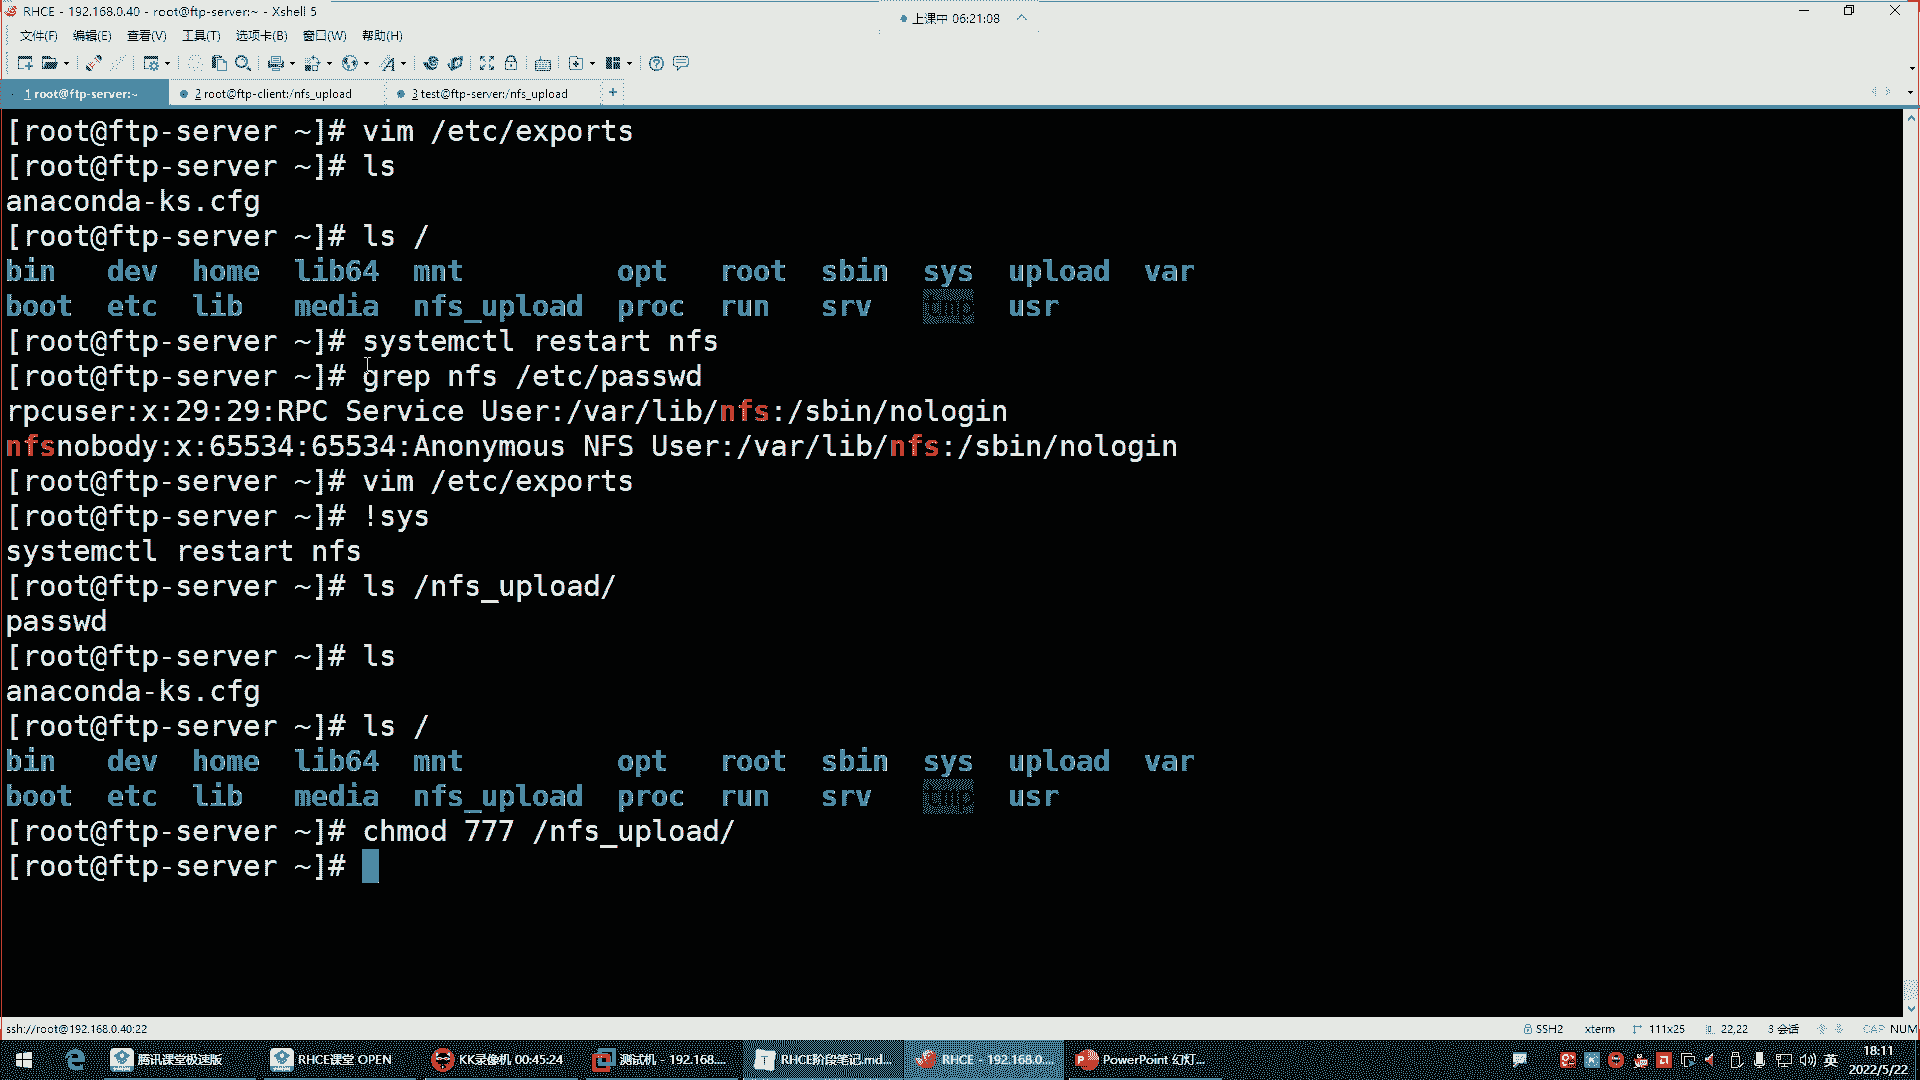 RHCE - 192.168.0.40 - root@ftp-server:~ - Xshell 5
上课中 06:21:08
文件(F) 编辑(E) 查看(V) 工具(T) 选项卡(B) 窗口(W) 帮助(H)
1 root@ftp-server:~ 2 root@ftp-client:/nfs_upload 3 test@ftp-server:/nfs_upload +
[root@ftp-server ~]# vim /etc/exports
[root@ftp-server ~]# ls
anaconda-ks.cfg
[root@ftp-server ~]# ls /
bin dev home lib64 mnt opt root sbin sys upload var
boot etc lib media nfs_upload proc run srv tmp usr
[root@ftp-server ~]# systemctl restart nfs
[root@ftp-server ~]# grep nfs /etc/passwd
rpcuser:x:29:29:RPC Service User:/var/lib/nfs:/sbin/nologin
nfsnobody:x:65534:65534:Anonymous NFS User:/var/lib/nfs:/sbin/nologin
[root@ftp-server ~]# vim /etc/exports
[root@ftp-server ~]# !sys
systemctl restart nfs
[root@ftp-server ~]# ls /nfs_upload/
passwd
[root@ftp-server ~]# ls
anaconda-ks.cfg
[root@ftp-server ~]# ls /
bin dev home lib64 mnt opt root sbin sys upload var
boot etc lib media nfs_upload proc run srv tmp usr
[root@ftp-server ~]# chmod 777 /nfs_upload/
[root@ftp-server ~]#
ssh://root@192.168.0.40:22 SSH2 xterm 111x25 22,22 3 会话 CAP NUM
腾讯课堂极速版 RHCE课堂 OPEN KK录像机 00:45:24 测试机 - 192.168.... RHCE阶段笔记.md... RHCE - 192.168.0.... PowerPoint 幻灯... 英 18:11
2022/5/22